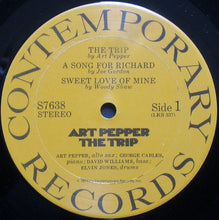 CONTEMPORARY
THE TRIP
by Art Pepper
A SONG FOR RICHARD
by Joe Gordon
SWEET LOVE OF MINE
by Woody Shaw
S7638
STEREO
Side 1
(LKS 337)
ART PEPPER
THE TRIP
ART PEPPER, alto sax; GEORGE CABLES,
piano; DAVID WILLIAMS, bass;
ELVIN JONES, drums
RECORDS